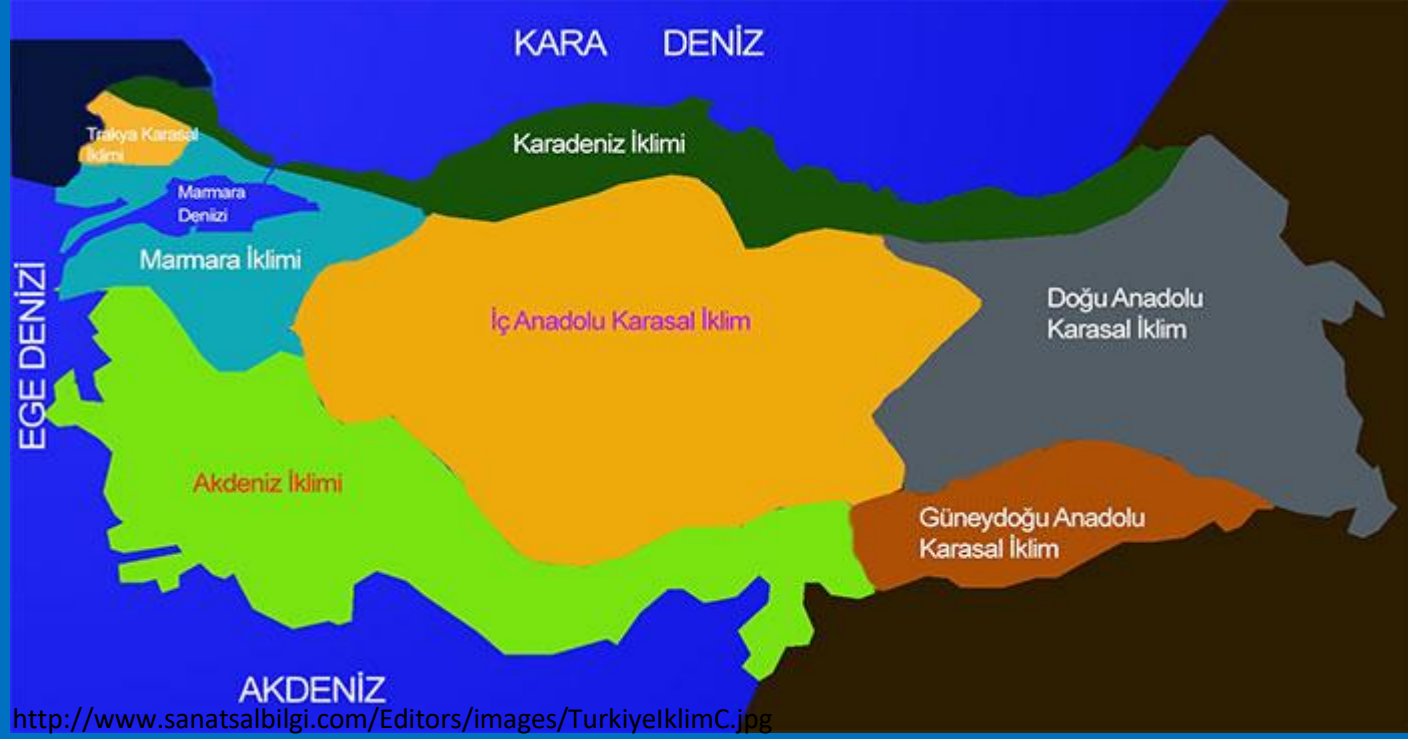 KARA DENİZ
Trakya Karasal
İklimi
Karadeniz İklimi
Marmara
Deniizi
Marmara İklimi
EGE DENİZİ
İç Anadolu Karasal İklim
Doğu Anadolu
Karasal İklim
Akdeniz İklimi
Güneydoğu Anadolu
Karasal İklim
AKDENİZ
http://www.sanatsalbilgi.com/Editors/images/TurkiyeIklimC.jpg